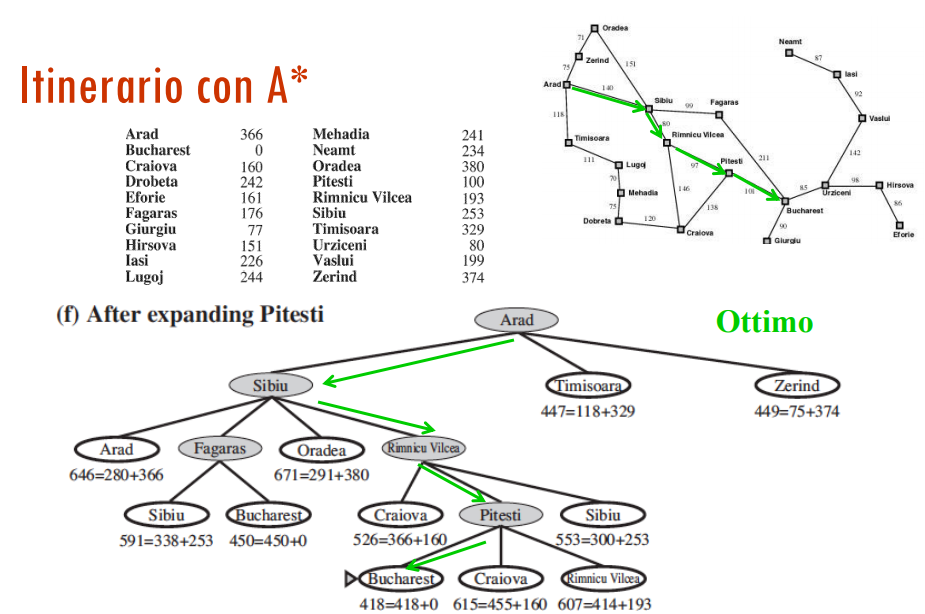 Itinerario con A*
Oradea
71
Zerind
75
151
Arad
140
118
Sibiu
99
Fagaras
80
Rimnicu Vilcea
Timisoara
111
Lugoj
70
Mehadia
75
Dobreta
120
Craiova
146
138
97
Pitesti
101
211
Bucharest
90
Giurgiu
85
Urziceni
98
Hirsova
86
Eforie
142
Vaslui
92
Iasi
87
Neamt
Arad 366 Mehadia 241
Bucharest 0 Neamt 234
Craiova 160 Oradea 380
Drobeta 242 Pitesti 100
Eforie 161 Rimnicu Vilcea 193
Fagaras 176 Sibiu 253
Giurgiu 77 Timisoara 329
Hirsova 151 Urziceni 80
Iasi 226 Vaslui 199
Lugoj 244 Zerind 374
(f) After expanding Pitesti
Ottimo
Arad
Sibiu Timisoara Zerind
447=118+329 449=75+374
Arad Fagaras Oradea Rimnicu Vilcea
646=280+366 671=291+380
Sibiu Bucharest Craiova Pitesti Sibiu
591=338+253 450=450+0 526=366+160 553=300+253
Bucharest Craiova Rimnicu Vilcea
418=418+0 615=455+160 607=414+193